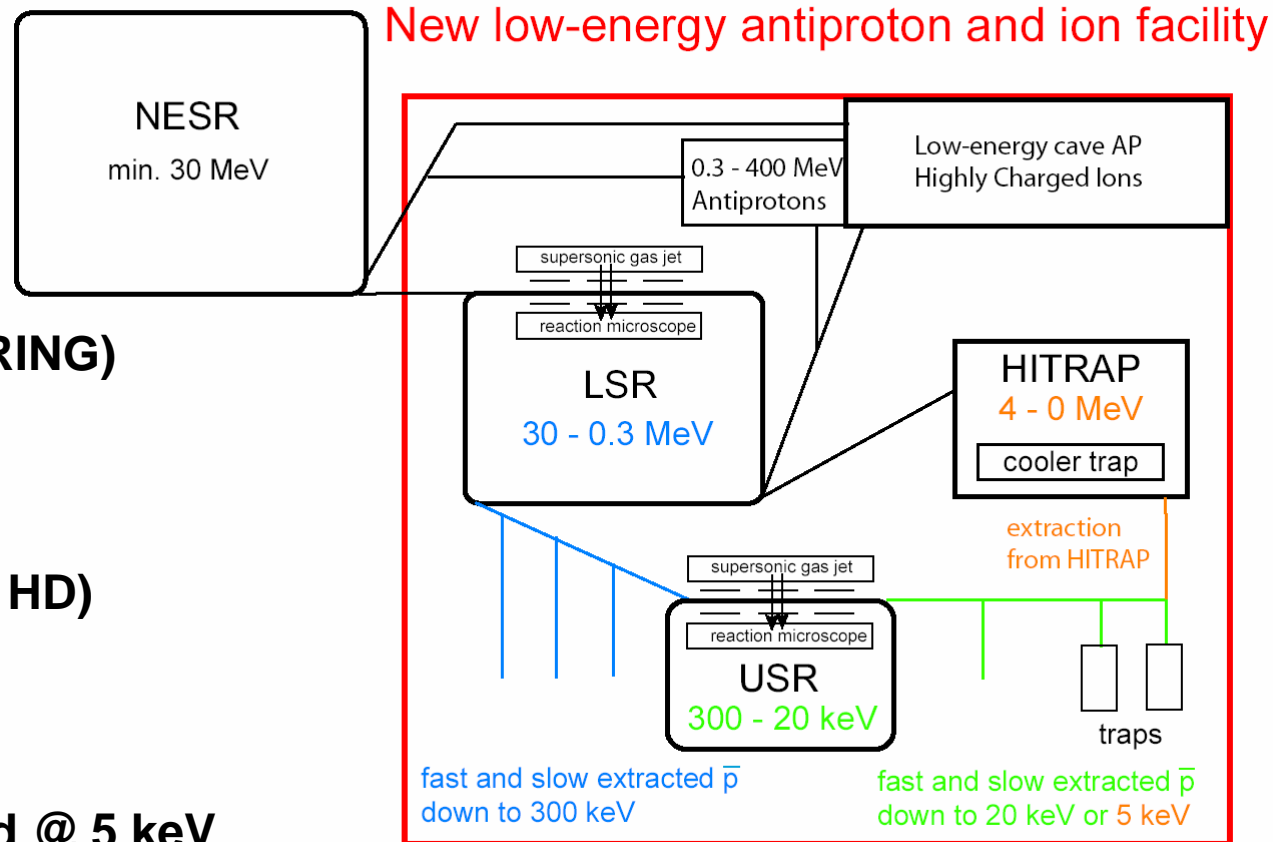 New low-energy antiproton and ion facility
NESR
min. 30 MeV
0.3 - 400 MeV
Antiprotons
Low-energy cave AP
Highly Charged Ions
supersonic gas jet
reaction microscope
LSR
30 - 0.3 MeV
RING)
HITRAP
4 - 0 MeV
cooler trap
extraction
from HITRAP
HD)
supersonic gas jet
reaction microscope
USR
300 - 20 keV
traps
fast and slow extracted p̅
down to 300 keV
fast and slow extracted p̅
down to 20 keV or 5 keV
d @ 5 keV